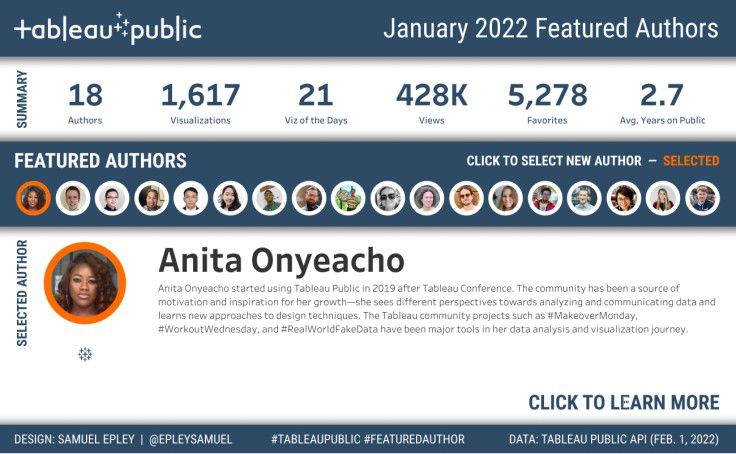 tableau public
January 2022 Featured Authors
SUMMARY
18
Authors
1,617
Visualizations
21
Viz of the Days
428K
Views
5,278
Favorites
2.7
Avg. Years on Public
FEATURED AUTHORS
CLICK TO SELECT NEW AUTHOR — SELECTED
SELECTED AUTHOR
Anita Onyeacho
Anita Onyeacho started using Tableau Public in 2019 after Tableau Conference. The community has been a source of
motivation and inspiration for her growth—she sees different perspectives towards analyzing and communicating data and
learns new approaches to design techniques. The Tableau community projects such as #MakeoverMonday,
#WorkoutWednesday, and #RealWorldFakeData have been major tools in her data analysis and visualization journey.
CLICK TO LEARN MORE
DESIGN: SAMUEL EPLEY | @EPLEYSAMUEL
#TABLEAUPUBLIC #FEATUREDAUTHOR
DATA: TABLEAU PUBLIC API (FEB. 1, 2022)